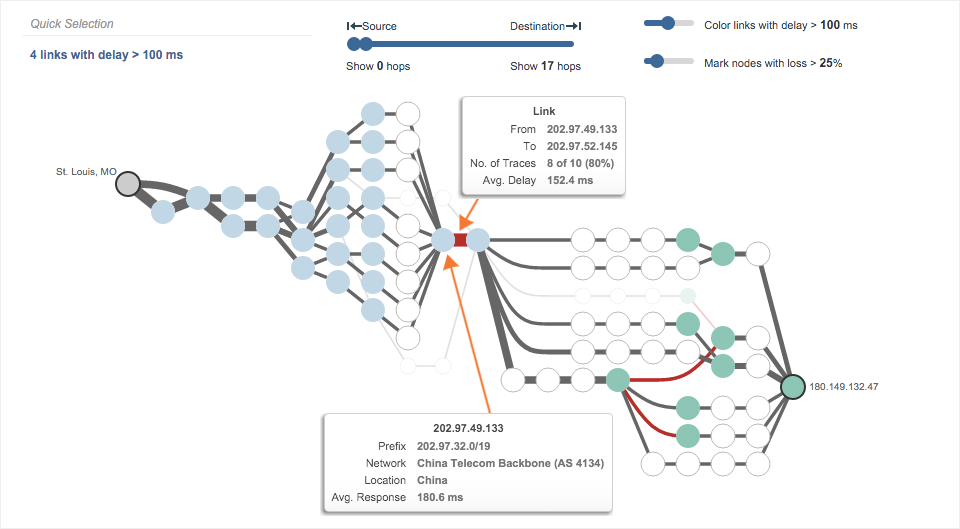 Quick Selection
4 links with delay > 100 ms
Source
Destination
Show 0 hops
Show 17 hops
Color links with delay > 100 ms
Mark nodes with loss > 25%
Link
From 202.97.49.133
To 202.97.52.145
No. of Traces 8 of 10 (80%)
Avg. Delay 152.4 ms
St. Louis, MO
180.149.132.47
202.97.49.133
Prefix 202.97.32.0/19
Network China Telecom Backbone (AS 4134)
Location China
Avg. Response 180.6 ms